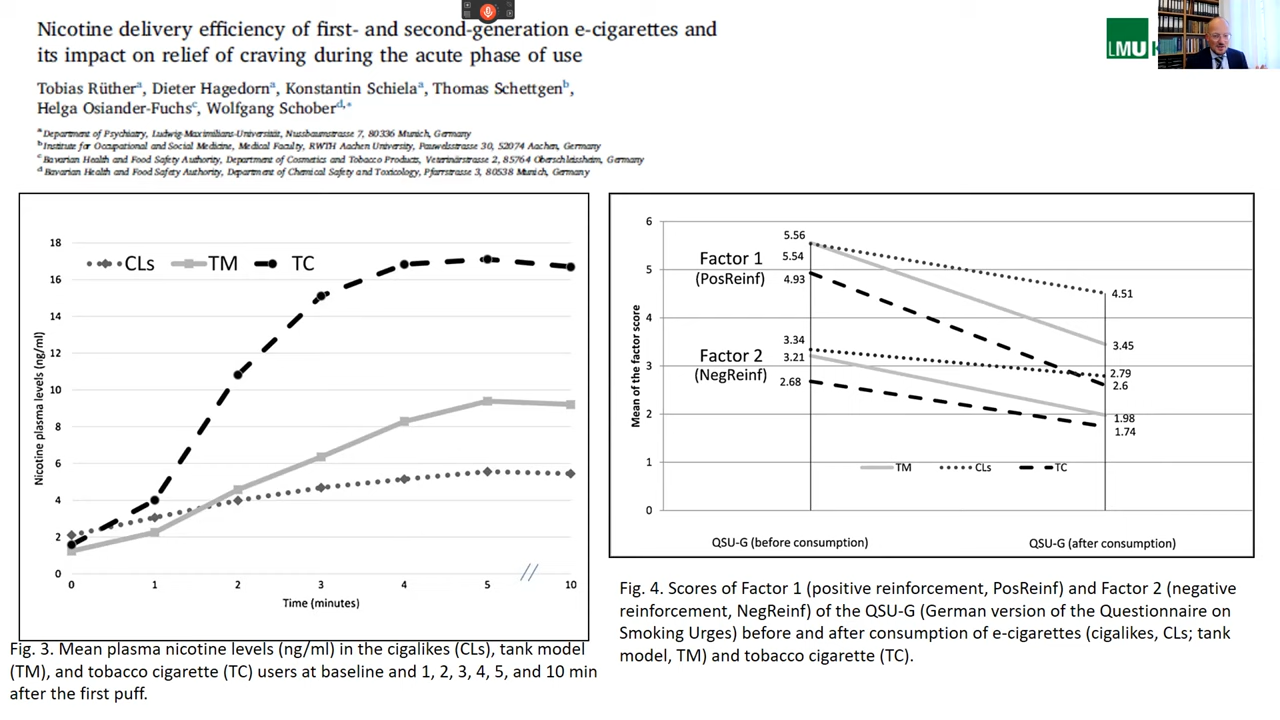 Nicotine delivery efficiency of first- and second-generation e-cigarettes and
its impact on relief of craving during the acute phase of use
Tobias Rüther^a, Dieter Hagedorn^a, Konstantin Schiela^a, Thomas Schettgen^b,
Helga Osiander-Fuchs^c, Wolfgang Schober^d,*
^a Department of Psychiatry, Ludwig-Maximilians-Universität, Nussbaumstrasse 7, 80336 Munich, Germany
^b Institute for Occupational and Social Medicine, Medical Faculty, RWTH Aachen University, Pauwelsstrasse 30, 52074 Aachen, Germany
^c Bavarian Health and Food Safety Authority, Department of Cosmetics and Tobacco Products, Veterinärstrasse 2, 85764 Oberschleissheim, Germany
^d Bavarian Health and Food Safety Authority, Department of Chemical Safety and Toxicology, Pfarrstrasse 3, 80538 Munich, Germany
LMU K
18
16
14
12
10
8
6
4
2
0
CLs TM TC
Nicotine plasma levels (ng/ml)
0 1 2 3 4 5 10
Time (minutes)
Fig. 3. Mean plasma nicotine levels (ng/ml) in the cigalikes (CLs), tank model
(TM), and tobacco cigarette (TC) users at baseline and 1, 2, 3, 4, 5, and 10 min
after the first puff.
6
5
4
3
2
1
0
Mean of the factor score
Factor 1
(PosReinf)
Factor 2
(NegReinf)
5.56
5.54
4.93
3.34
3.21
2.68
4.51
3.45
2.79
2.6
1.98
1.74
TM CLs TC
QSU-G (before consumption) QSU-G (after consumption)
Fig. 4. Scores of Factor 1 (positive reinforcement, PosReinf) and Factor 2 (negative
reinforcement, NegReinf) of the QSU-G (German version of the Questionnaire on
Smoking Urges) before and after consumption of e-cigarettes (cigalikes, CLs; tank
model, TM) and tobacco cigarette (TC).